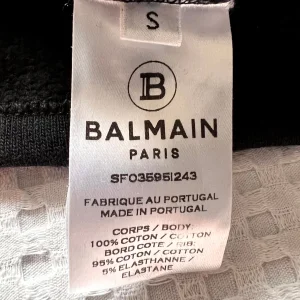 S
B
BALMAIN
PARIS
SF035951243
FABRIQUE AU PORTUGAL
MADE IN PORTUGAL
CORPS / BODY:
100% COTON / COTTON
BORD COTE / RIB:
95% COTON / COTTON
5% ELASTHANNE /
ELASTANE